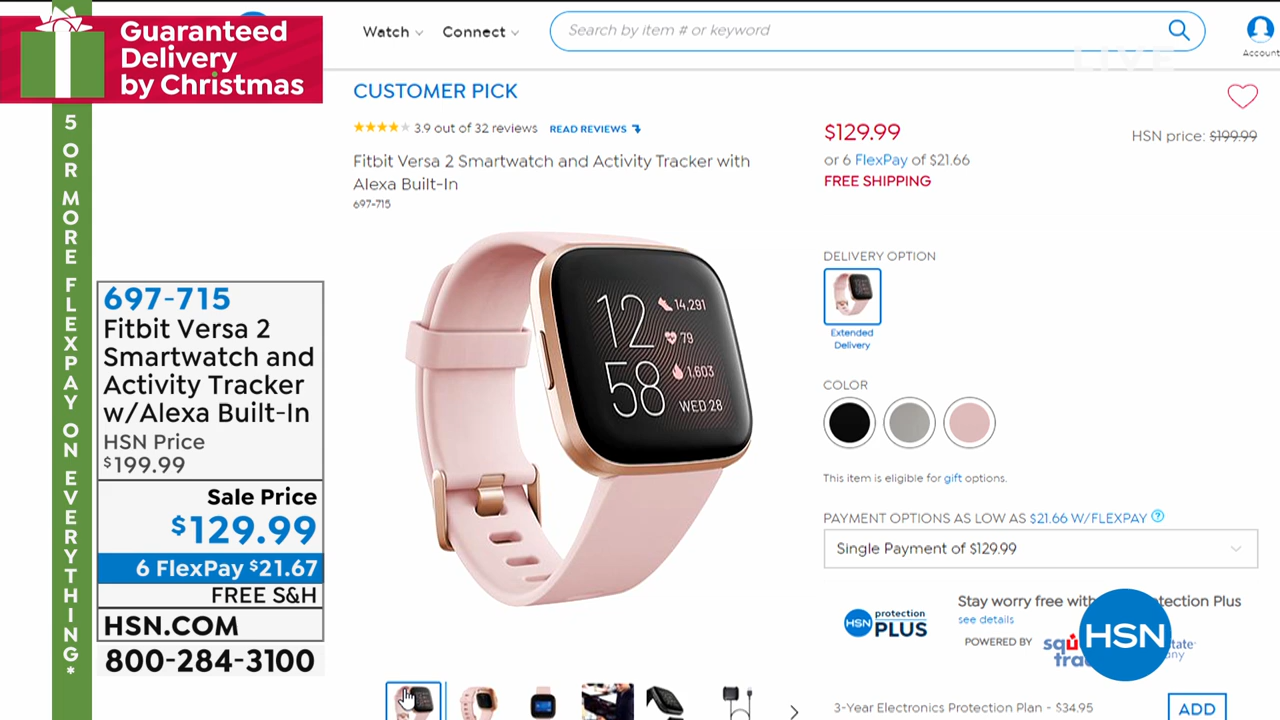 Guaranteed
Delivery
by Christmas
5 OR MORE FLEXPAY ON EVERYTHING*
697-715
Fitbit Versa 2
Smartwatch and
Activity Tracker
w/Alexa Built-In
HSN Price
$199.99
Sale Price
$129.99
6 FlexPay $21.67
FREE S&H
HSN.COM
800-284-3100
Watch
Connect
Search by item # or keyword
Account
LIVE
CUSTOMER PICK
3.9 out of 32 reviews READ REVIEWS
Fitbit Versa 2 Smartwatch and Activity Tracker with
Alexa Built-In
697-715
12
58
14,291
79
1,603
WED 28
$129.99
HSN price: $199.99
or 6 FlexPay of $21.66
FREE SHIPPING
DELIVERY OPTION
Extended
Delivery
COLOR
This item is eligible for gift options.
PAYMENT OPTIONS AS LOW AS $21.66 W/FLEXPAY ?
Single Payment of $129.99
HSN protection
PLUS
Stay worry free with
tection Plus
see details
POWERED BY
HSN
3-Year Electronics Protection Plan - $34.95
ADD